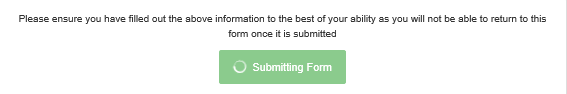 Please ensure you have filled out the above information to the best of your ability as you will not be able to return to this
form once it is submitted
Submitting Form